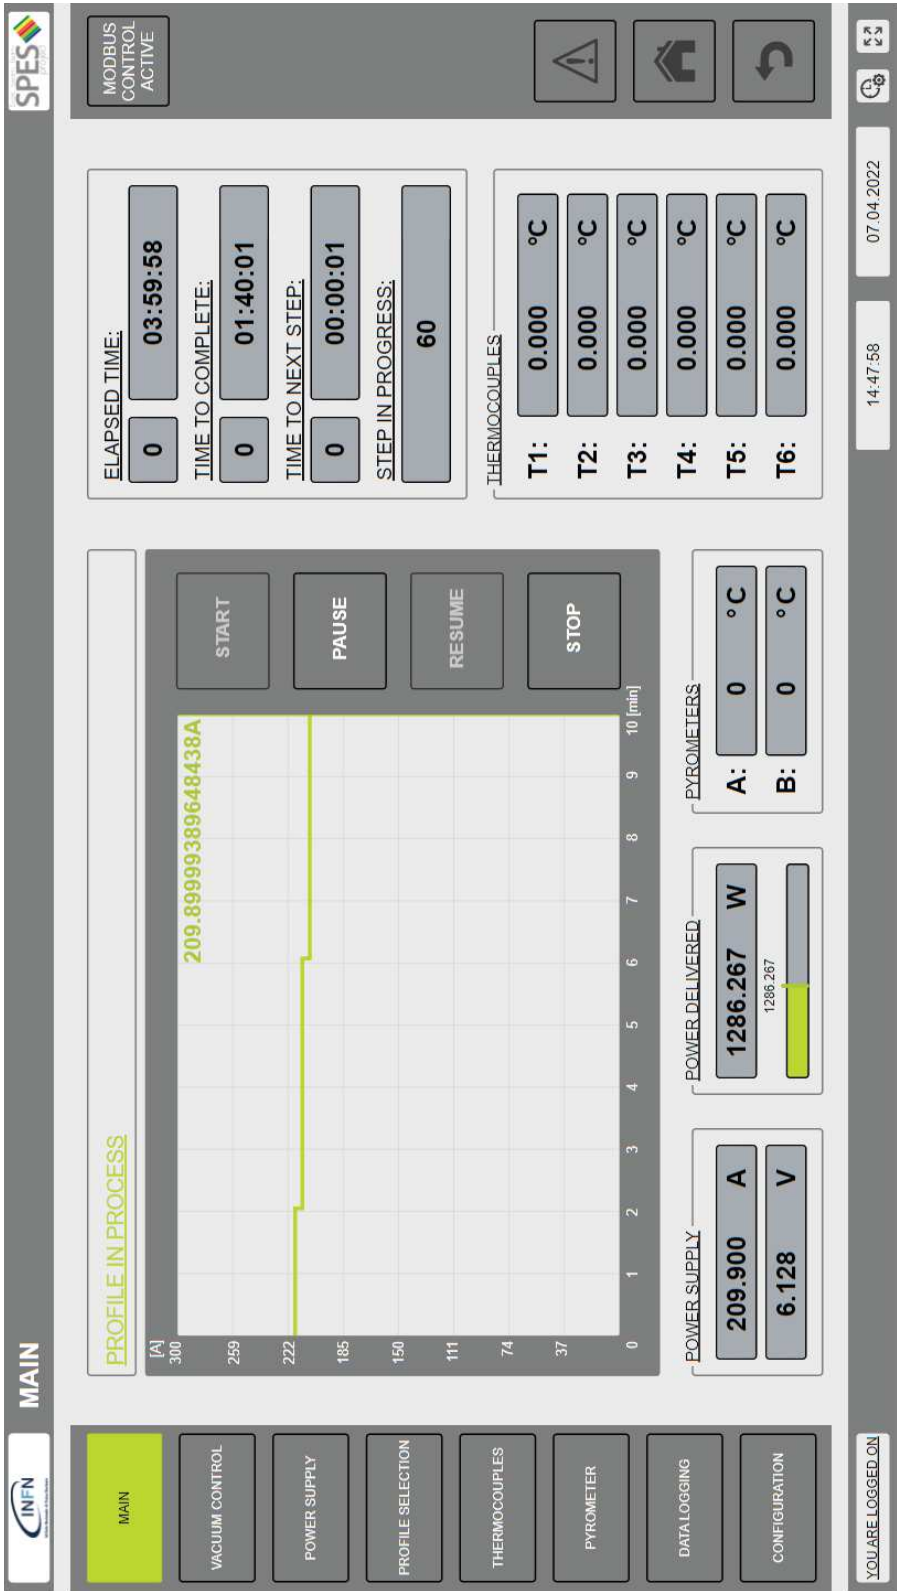 INFN
MAIN
SPES
project
MAIN
VACUUM CONTROL
POWER SUPPLY
PROFILE SELECTION
THERMOCOUPLES
PYROMETER
DATA LOGGING
CONFIGURATION
PROFILE IN PROCESS
[A]
300
259
222
185
150
111
74
37
0
1
2
3
4
5
6
7
8
9
10 [min]
209.89999389648438A
START
PAUSE
RESUME
STOP
POWER SUPPLY
209.900 A
6.128 V
POWER DELIVERED
1286.267 W
1286.267
PYROMETERS
A: 0 °C
B: 0 °C
ELAPSED TIME:
0 03:59:58
TIME TO COMPLETE:
0 01:40:01
TIME TO NEXT STEP:
0 00:00:01
STEP IN PROGRESS:
60
THERMOCOUPLES
T1: 0.000 °C
T2: 0.000 °C
T3: 0.000 °C
T4: 0.000 °C
T5: 0.000 °C
T6: 0.000 °C
MODBUS
CONTROL
ACTIVE
YOU ARE LOGGED ON
14:47:58
07.04.2022